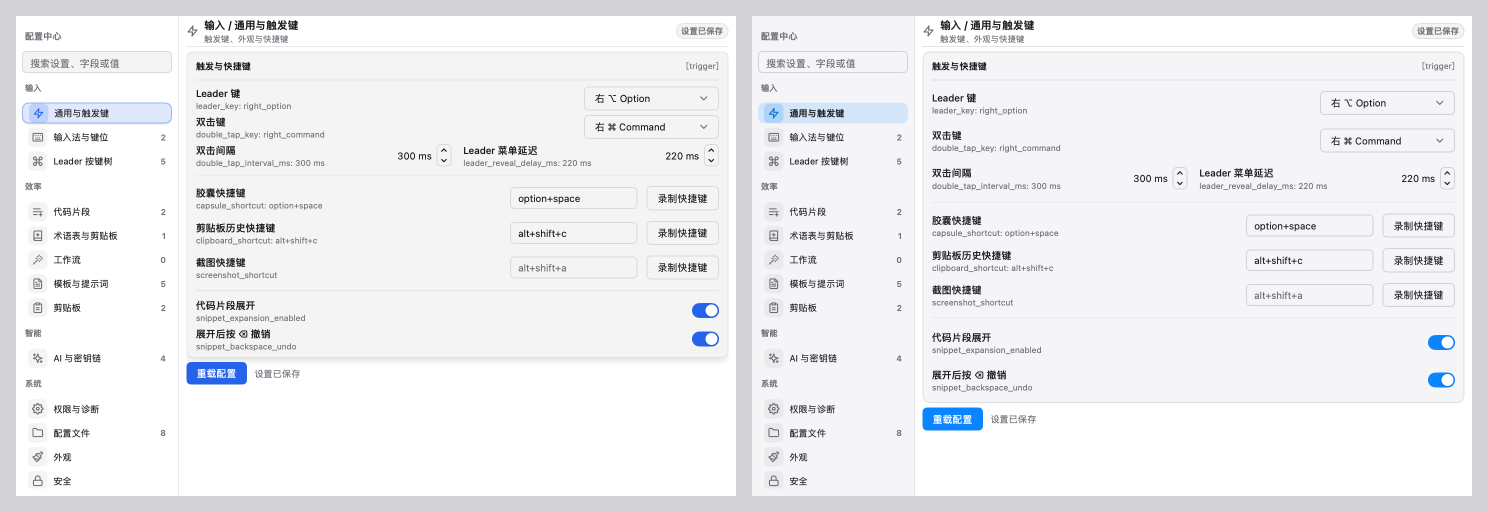 配置中心
搜索设置、字段或值
输入
通用与触发键
输入法与键位 2
Leader 按键树 5
效率
代码片段 2
术语表与剪贴板 1
工作流 0
模板与提示词 5
剪贴板 2
智能
AI 与密钥链 4
系统
权限与诊断
配置文件 8
外观
安全
输入 / 通用与触发键
触发键、外观与快捷键
设置已保存
触发与快捷键 [trigger]
Leader 键
leader_key: right_option
右 ⌥ Option
双击键
double_tap_key: right_command
右 ⌘ Command
双击间隔
double_tap_interval_ms: 300 ms
300 ms
Leader 菜单延迟
leader_reveal_delay_ms: 220 ms
220 ms
胶囊快捷键
capsule_shortcut: option+space
option+space 录制快捷键
剪贴板历史快捷键
clipboard_shortcut: alt+shift+c
alt+shift+c 录制快捷键
截图快捷键
screenshot_shortcut
alt+shift+a 录制快捷键
代码片段展开
snippet_expansion_enabled
展开后按 ⌫ 撤销
snippet_backspace_undo
重载配置 设置已保存
配置中心
搜索设置、字段或值
输入
通用与触发键
输入法与键位 2
Leader 按键树 5
效率
代码片段 2
术语表与剪贴板 1
工作流 0
模板与提示词 5
剪贴板 2
智能
AI 与密钥链 4
系统
权限与诊断
配置文件 8
外观
安全
输入 / 通用与触发键
触发键、外观与快捷键
设置已保存
触发与快捷键 [trigger]
Leader 键
leader_key: right_option
右 ⌥ Option
双击键
double_tap_key: right_command
右 ⌘ Command
双击间隔
double_tap_interval_ms: 300 ms
300 ms
Leader 菜单延迟
leader_reveal_delay_ms: 220 ms
220 ms
胶囊快捷键
capsule_shortcut: option+space
option+space 录制快捷键
剪贴板历史快捷键
clipboard_shortcut: alt+shift+c
alt+shift+c 录制快捷键
截图快捷键
screenshot_shortcut
alt+shift+a 录制快捷键
代码片段展开
snippet_expansion_enabled
展开后按 ⌫ 撤销
snippet_backspace_undo
重载配置 设置已保存